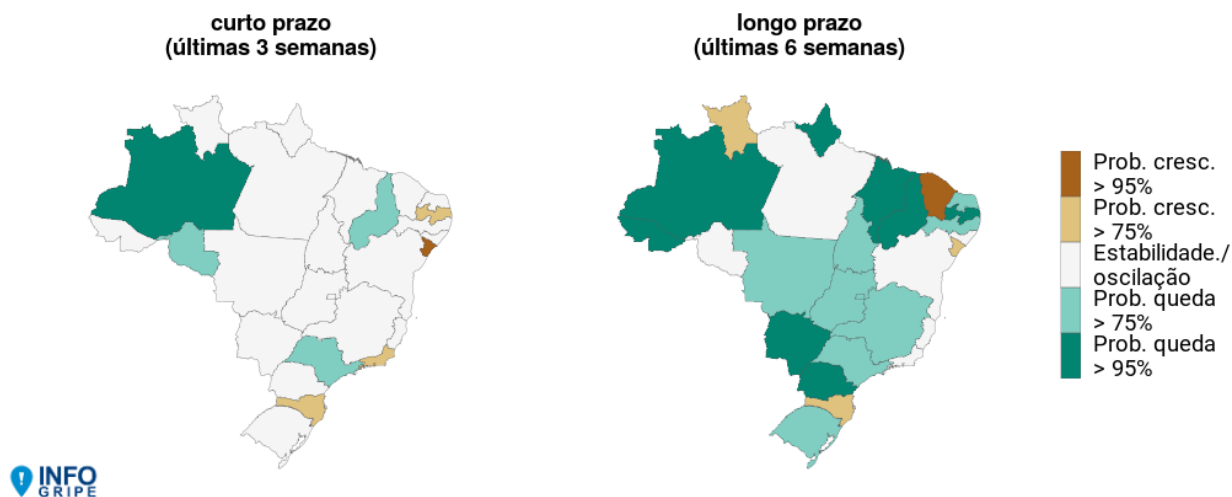 curto prazo
(últimas 3 semanas)
longo prazo
(últimas 6 semanas)
Prob. cresc.
> 95%
Prob. cresc.
> 75%
Estabilidade./
oscilação
Prob. queda
> 75%
Prob. queda
> 95%
INFO
GRIPE